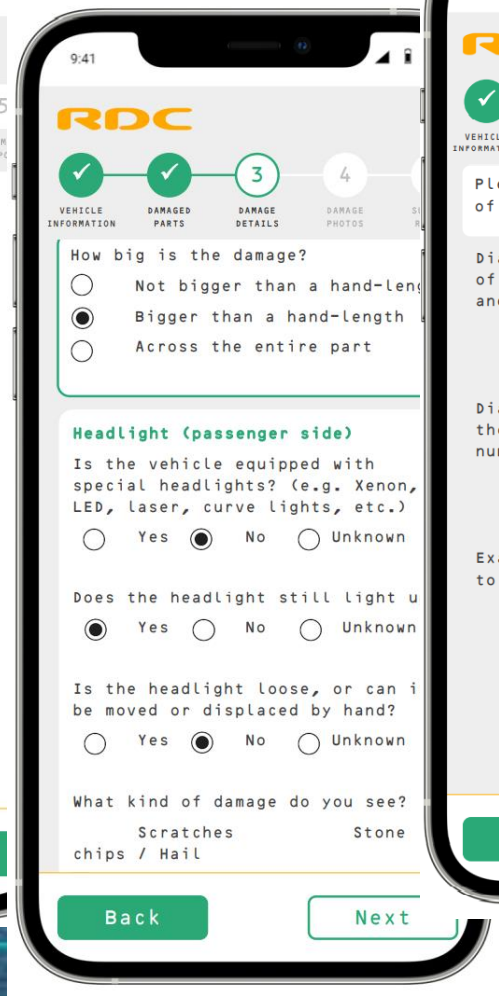 9:41
RDC
3
4
VEHICLE INFORMATION
DAMAGED PARTS
DAMAGE DETAILS
DAMAGE PHOTOS
How big is the damage?
Not bigger than a hand-leng
Bigger than a hand-length
Across the entire part
Headlight (passenger side)
Is the vehicle equipped with
special headlights? (e.g. Xenon,
LED, laser, curve lights, etc.)
Yes No Unknown
Does the headlight still light u
Yes No Unknown
Is the headlight loose, or can i
be moved or displaced by hand?
Yes No Unknown
What kind of damage do you see?
Scratches Stone
chips / Hail
Back Next
R
VEHICL
INFORMAT
Ple
of
Dia
of
and
Dia
the
num
Exa
to